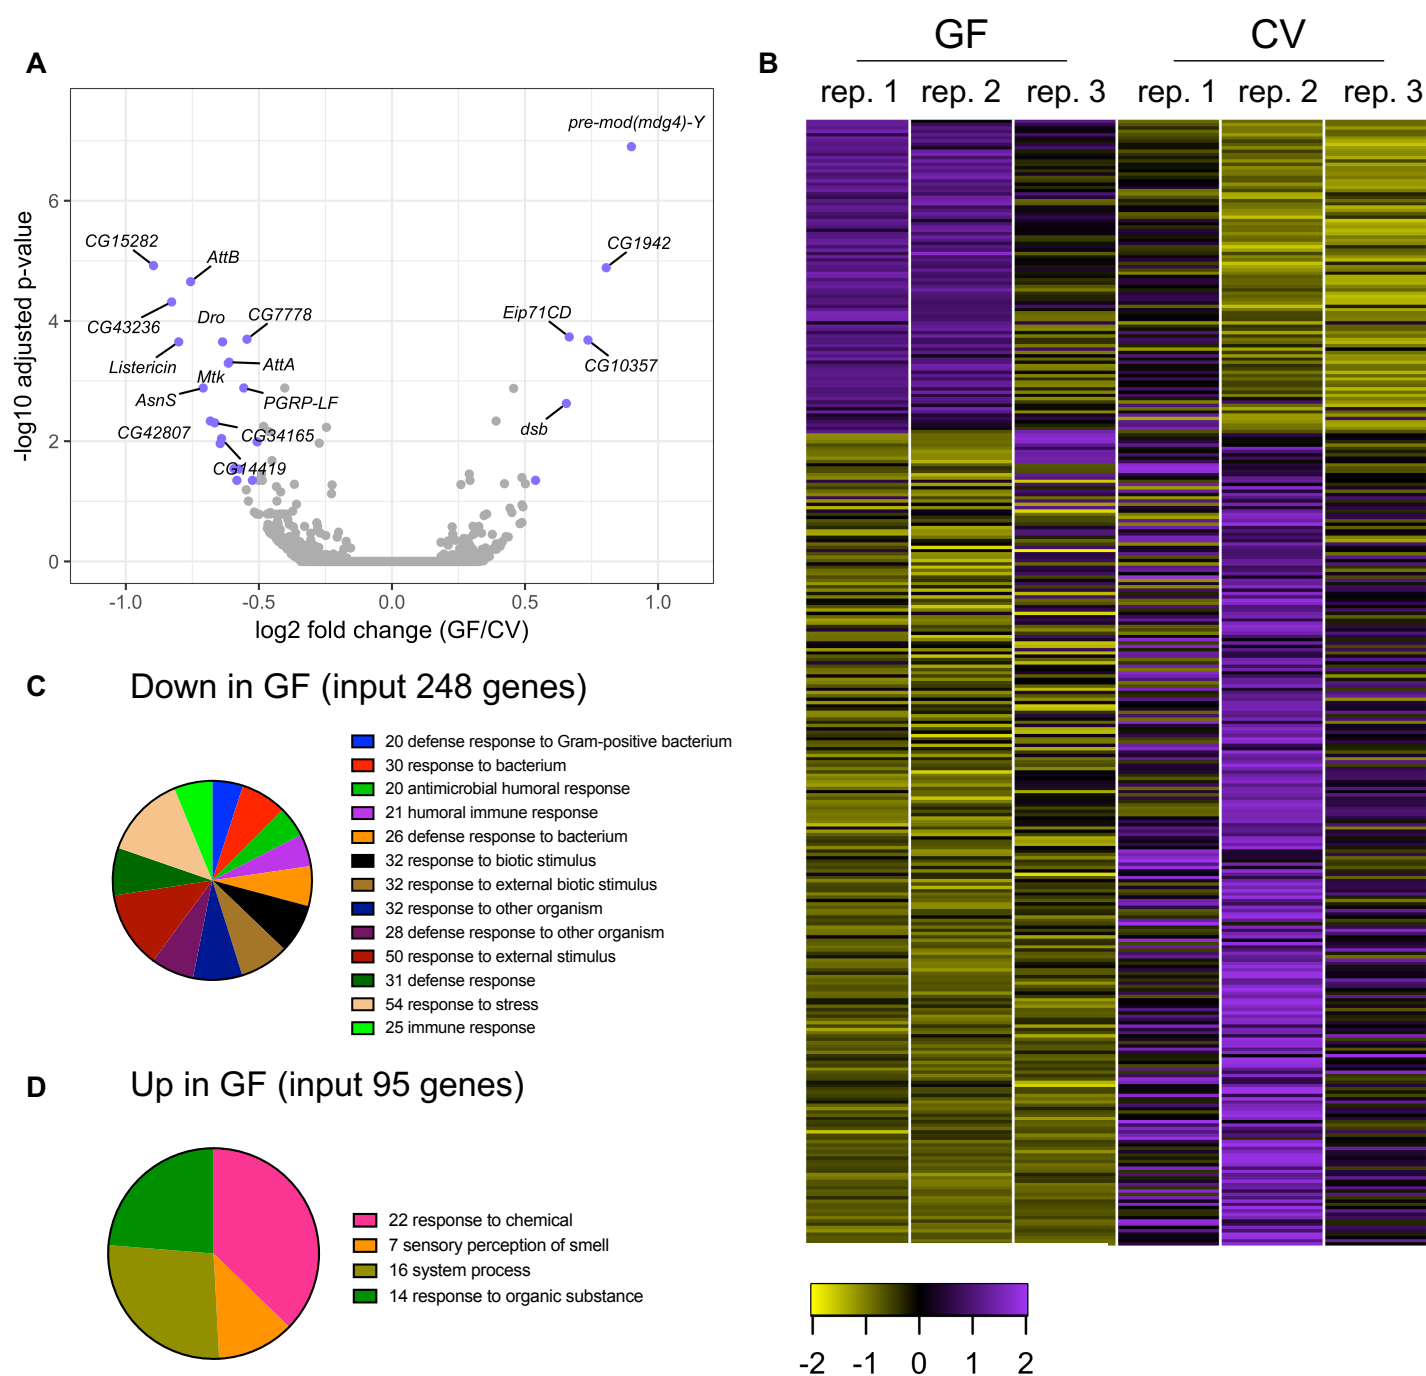 A
-log10 adjusted p-value
6
4
2
0
pre-mod(mdg4)-Y
CG15282
AttB
CG1942
CG43236
Dro
CG7778
Eip71CD
Listericin
AttA
CG10357
Mtk
AsnS
PGRP-LF
dsb
CG42807
CG34165
CG14419
-1.0 -0.5 0.0 0.5 1.0
log2 fold change (GF/CV)
B
GF CV
rep. 1 rep. 2 rep. 3 rep. 1 rep. 2 rep. 3
-2 -1 0 1 2
C Down in GF (input 248 genes)
20 defense response to Gram-positive bacterium
30 response to bacterium
20 antimicrobial humoral response
21 humoral immune response
26 defense response to bacterium
32 response to biotic stimulus
32 response to external biotic stimulus
32 response to other organism
28 defense response to other organism
50 response to external stimulus
31 defense response
54 response to stress
25 immune response
D Up in GF (input 95 genes)
22 response to chemical
7 sensory perception of smell
16 system process
14 response to organic substance